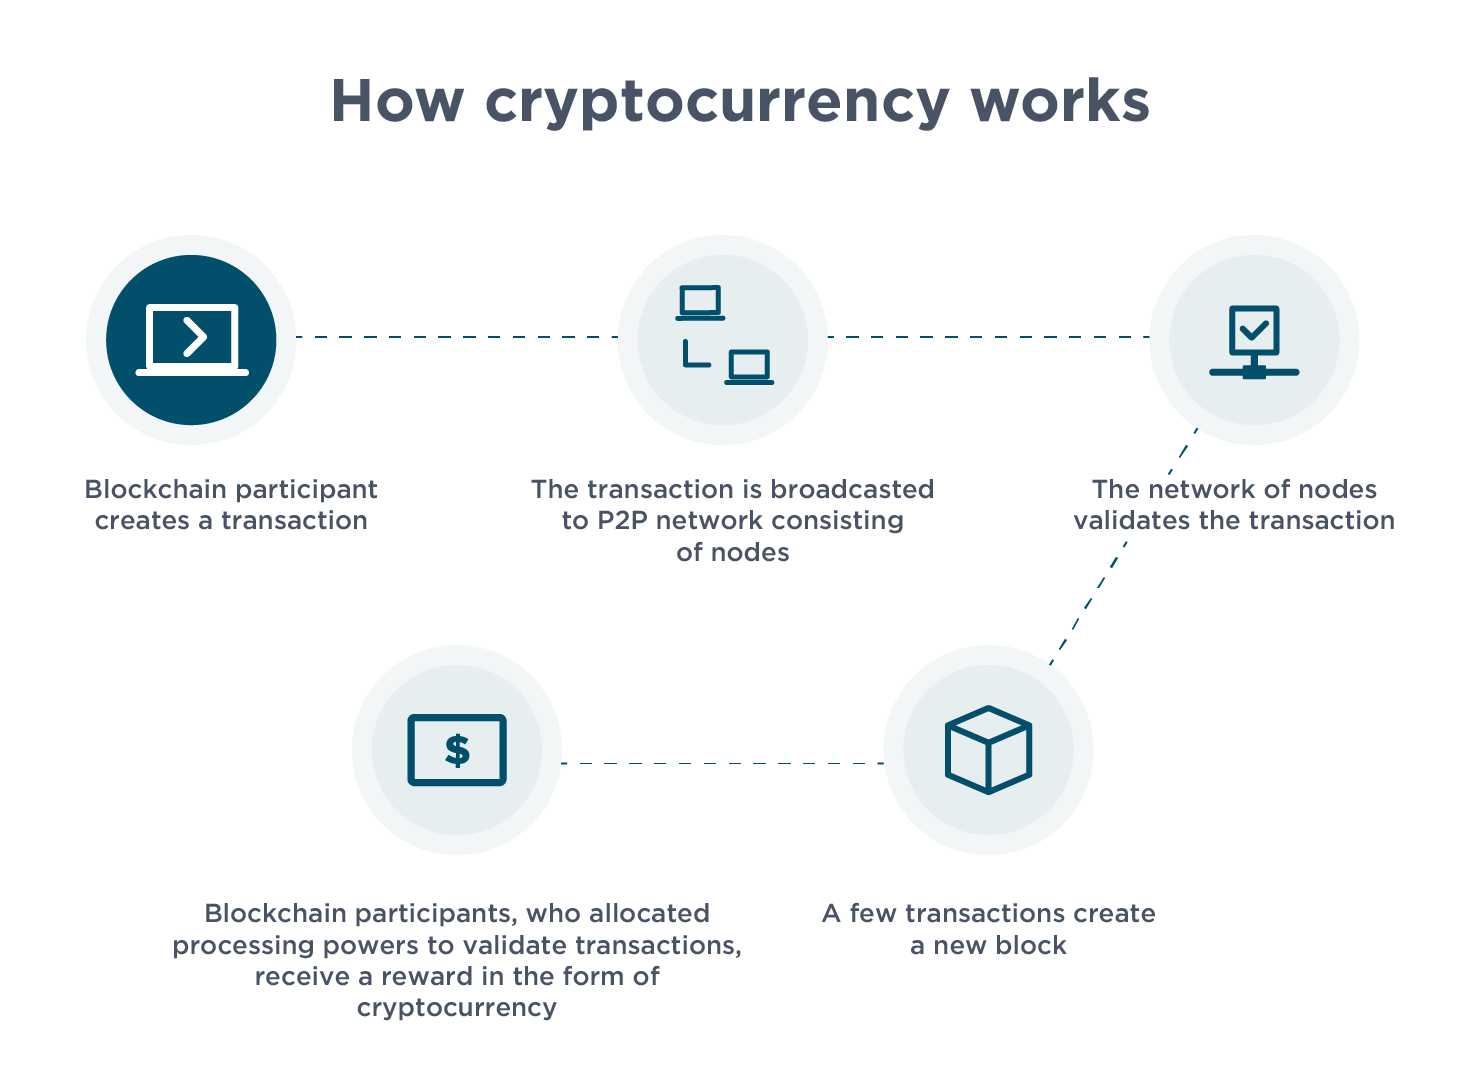 How cryptocurrency works
Blockchain participant
creates a transaction
The transaction is broadcasted
to P2P network consisting
of nodes
The network of nodes
validates the transaction
$
Blockchain participants, who allocated
processing powers to validate transactions,
receive a reward in the form of
cryptocurrency
A few transactions create
a new block